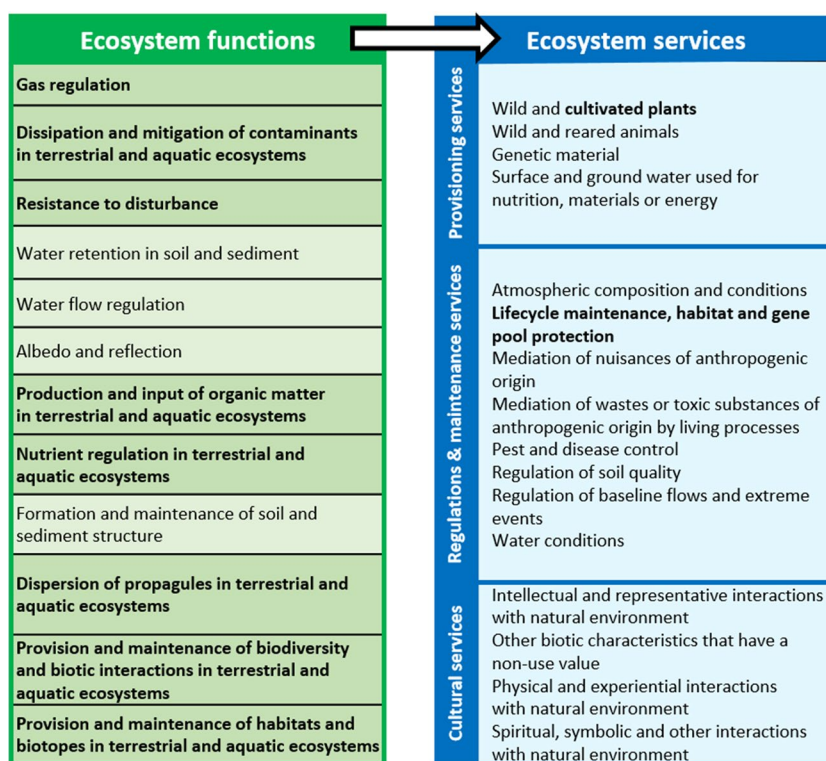 Ecosystem functions
Gas regulation
Dissipation and mitigation of contaminants
in terrestrial and aquatic ecosystems
Resistance to disturbance
Water retention in soil and sediment
Water flow regulation
Albedo and reflection
Production and input of organic matter
in terrestrial and aquatic ecosystems
Nutrient regulation in terrestrial and
aquatic ecosystems
Formation and maintenance of soil and
sediment structure
Dispersion of propagules in terrestrial and
aquatic ecosystems
Provision and maintenance of biodiversity
and biotic interactions in terrestrial and
aquatic ecosystems
Provision and maintenance of habitats and
biotopes in terrestrial and aquatic ecosystems
Ecosystem services
Provisioning services
Wild and cultivated plants
Wild and reared animals
Genetic material
Surface and ground water used for
nutrition, materials or energy
Regulations & maintenance services
Atmospheric composition and conditions
Lifecycle maintenance, habitat and gene
pool protection
Mediation of nuisances of anthropogenic
origin
Mediation of wastes or toxic substances of
anthropogenic origin by living processes
Pest and disease control
Regulation of soil quality
Regulation of baseline flows and extreme
events
Water conditions
Cultural services
Intellectual and representative interactions
with natural environment
Other biotic characteristics that have a
non-use value
Physical and experiential interactions
with natural environment
Spiritual, symbolic and other interactions
with natural environment